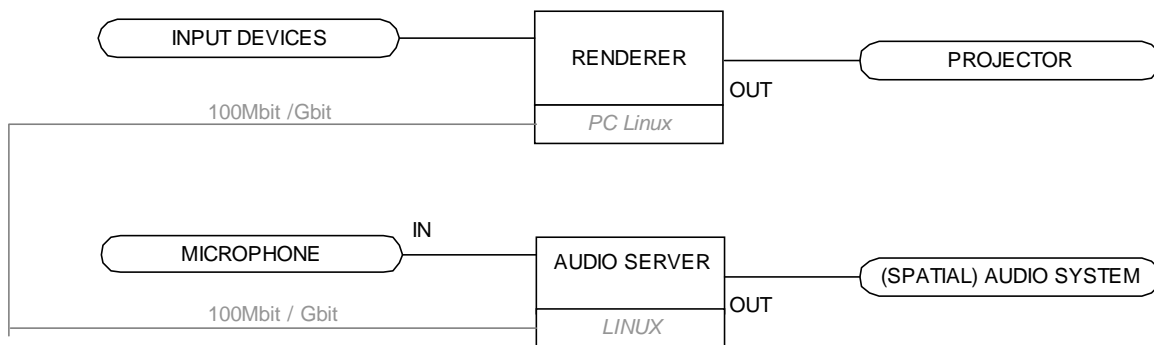 INPUT DEVICES
RENDERER
PROJECTOR
OUT
100Mbit /Gbit
PC Linux
IN
MICROPHONE
AUDIO SERVER
(SPATIAL) AUDIO SYSTEM
OUT
100Mbit / Gbit
LINUX